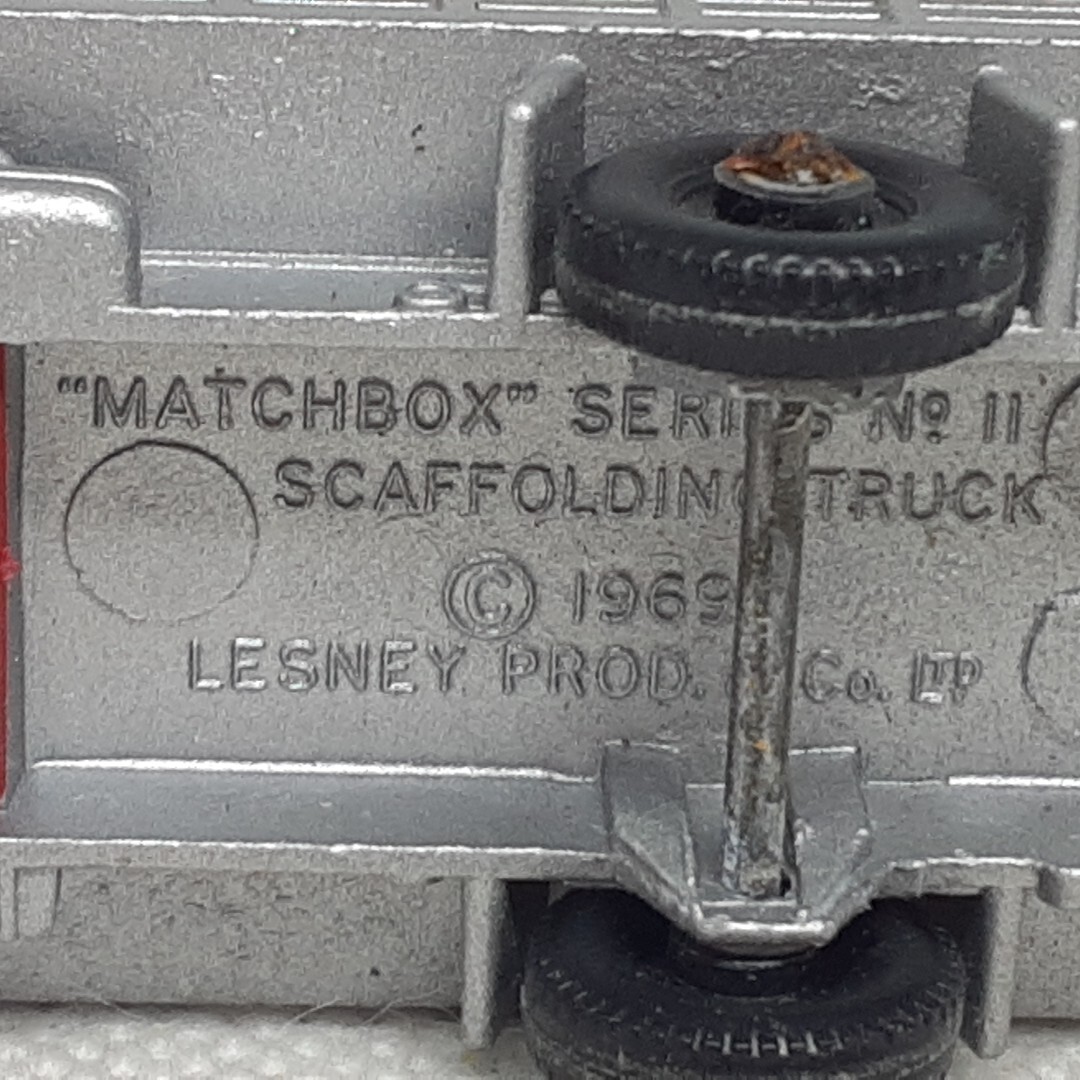 "MATCHBOX" SERIES Nº 11
SCAFFOLDING TRUCK
© 1969
LESNEY PROD. & Co. LTD